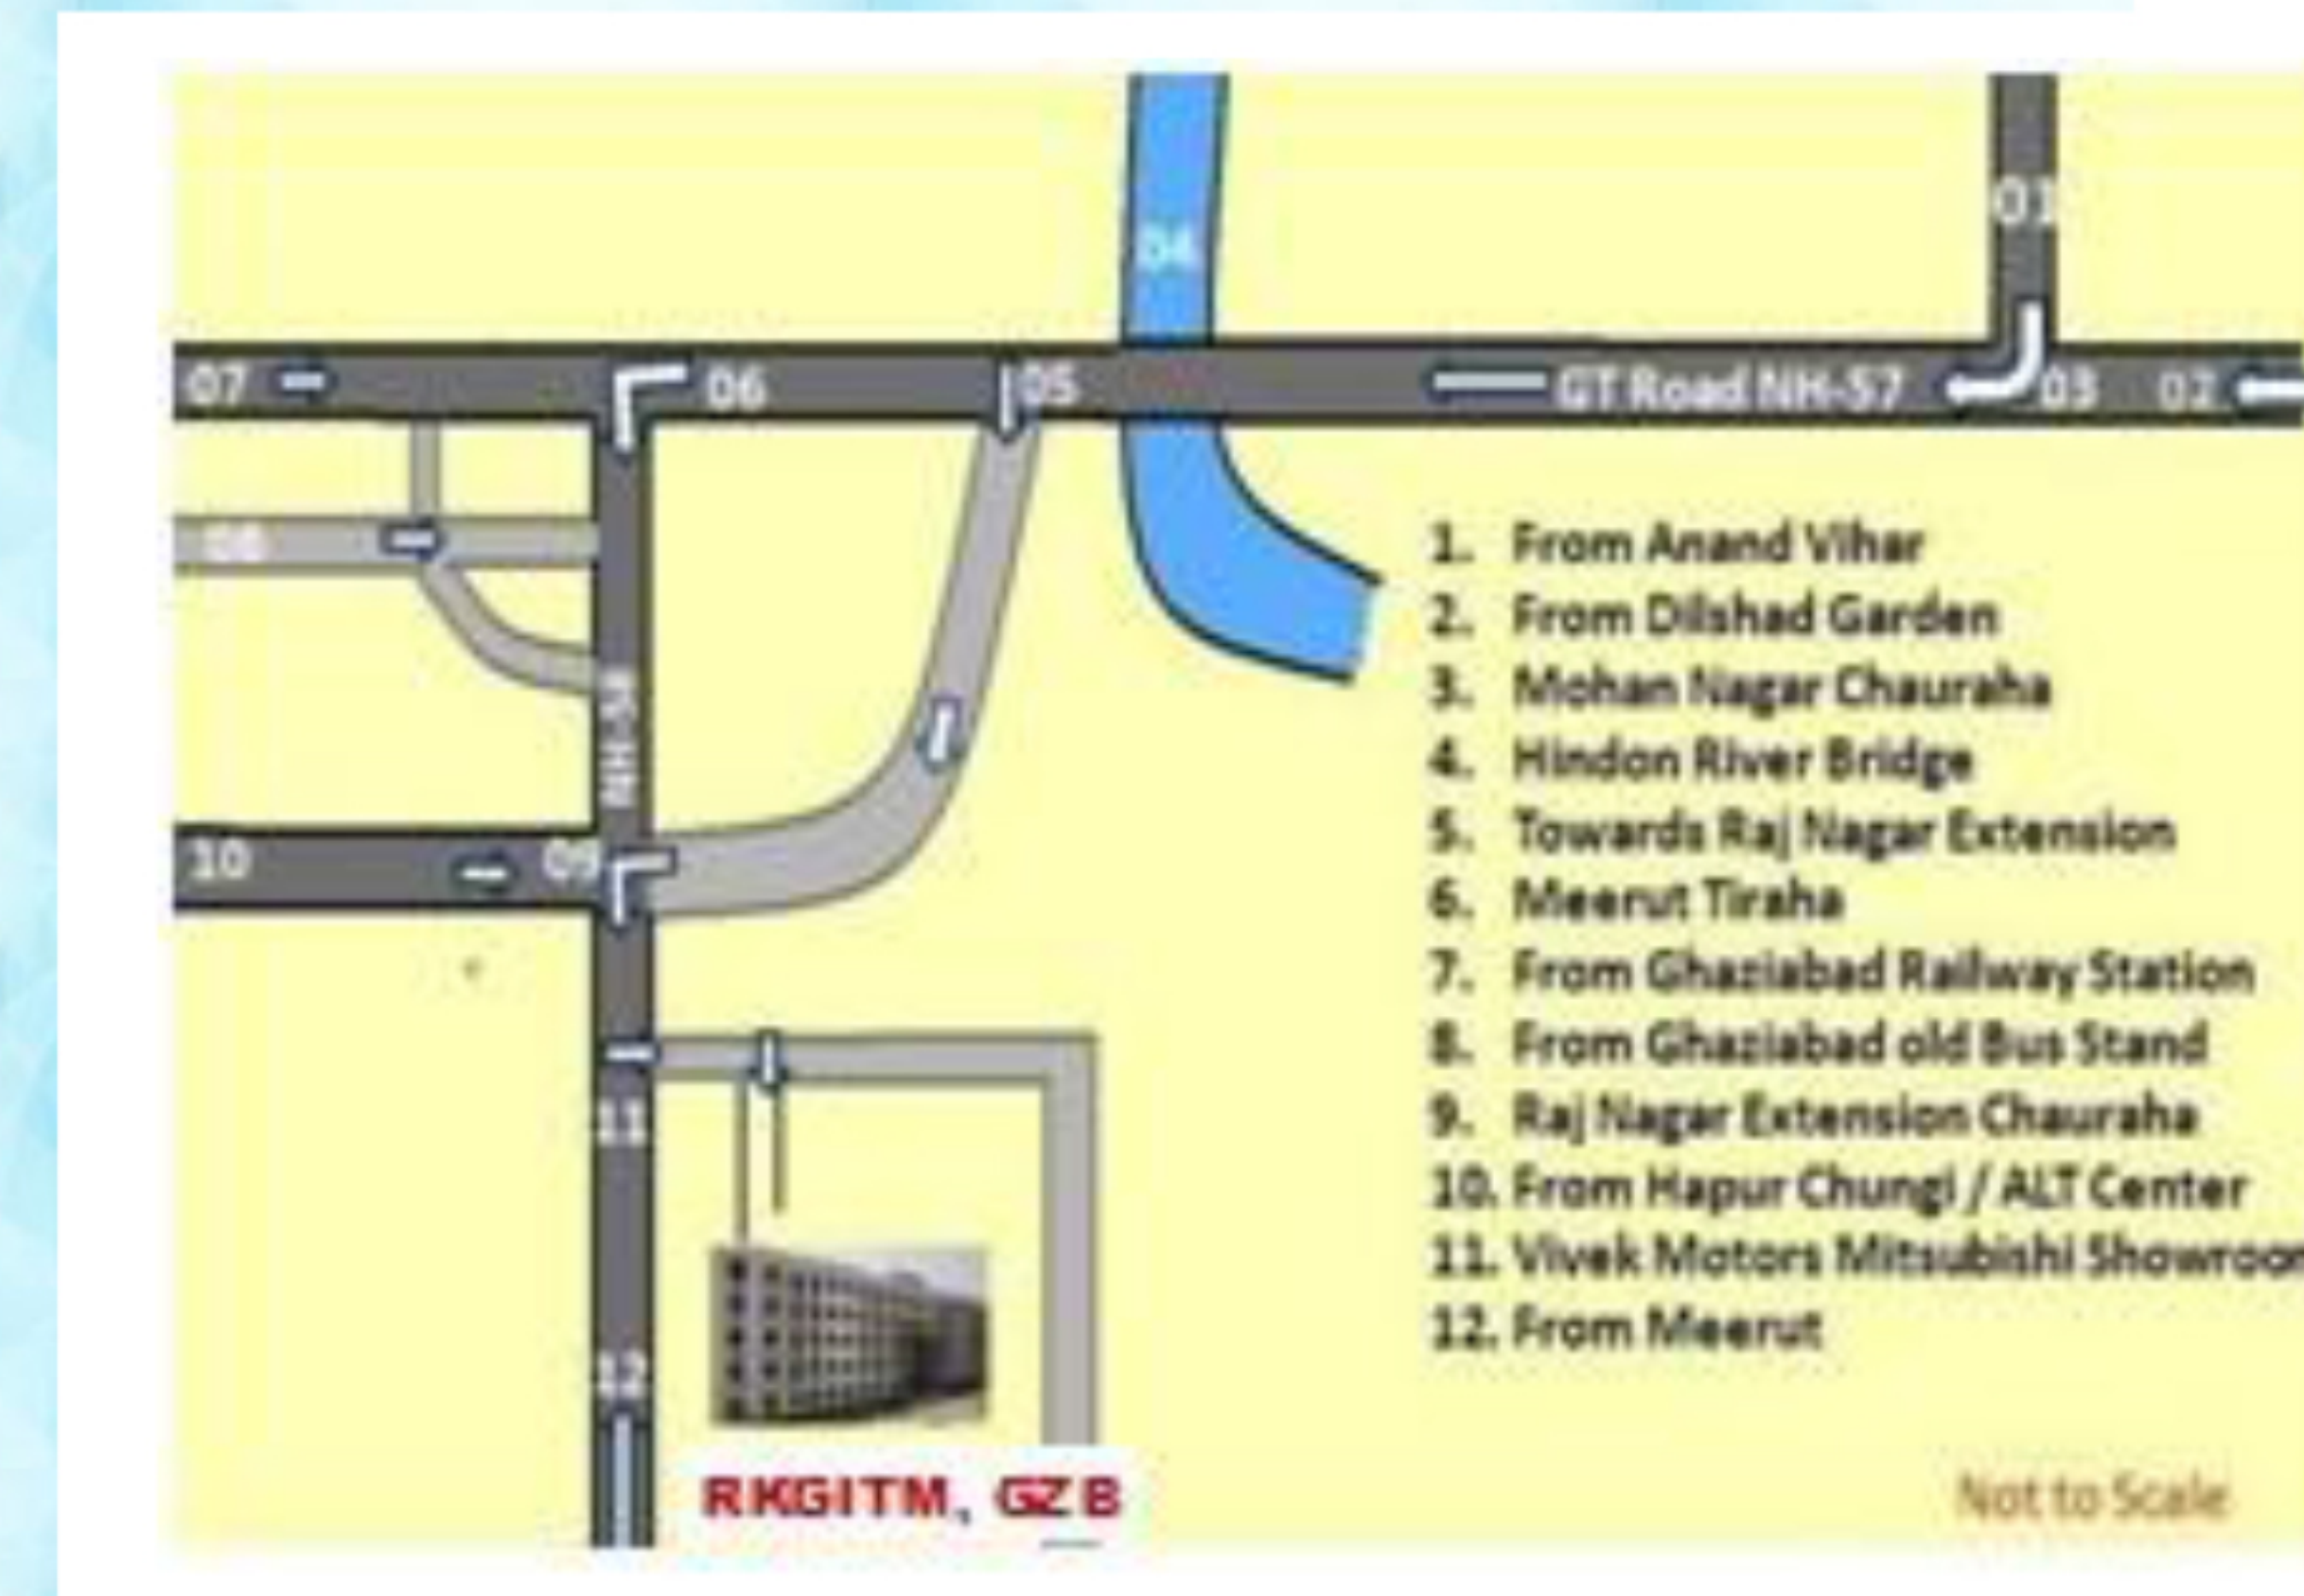 01
04
07
06
05
GT Road NH-57
03
02
08
1. From Anand Vihar
2. From Dilshad Garden
3. Mohan Nagar Chauraha
4. Hindon River Bridge
5. Towards Raj Nagar Extension
6. Meerut Tiraha
7. From Ghaziabad Railway Station
8. From Ghaziabad old Bus Stand
9. Raj Nagar Extension Chauraha
10. From Hapur Chungi / ALT Center
11. Vivek Motors Mitsubishi Showroom
12. From Meerut
10
09
11
12
RKGITM, GZB
Not to Scale